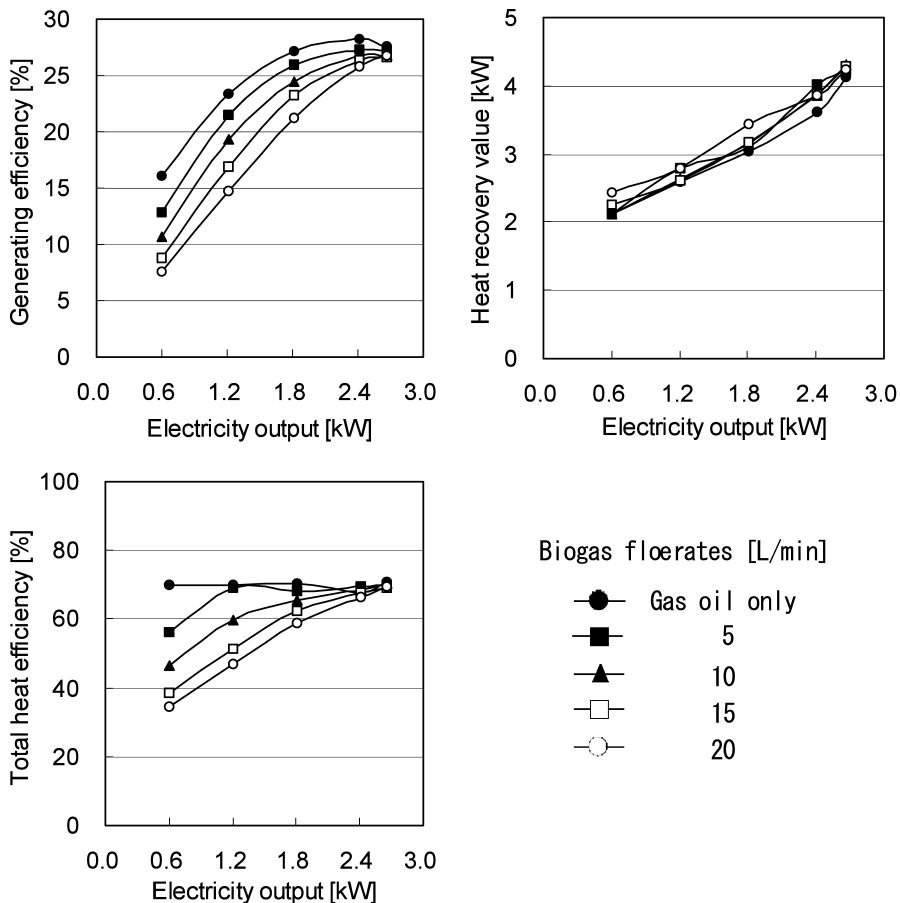 Generating efficiency [%]
30
25
20
15
10
5
0
0.0 0.6 1.2 1.8 2.4 3.0
Electricity output [kW]
Heat recovery value [kW]
5
4
3
2
1
0
0.0 0.6 1.2 1.8 2.4 3.0
Electricity output [kW]
Total heat efficiency [%]
100
80
60
40
20
0
0.0 0.6 1.2 1.8 2.4 3.0
Electricity output [kW]
Biogas floerates [L/min]
Gas oil only
5
10
15
20